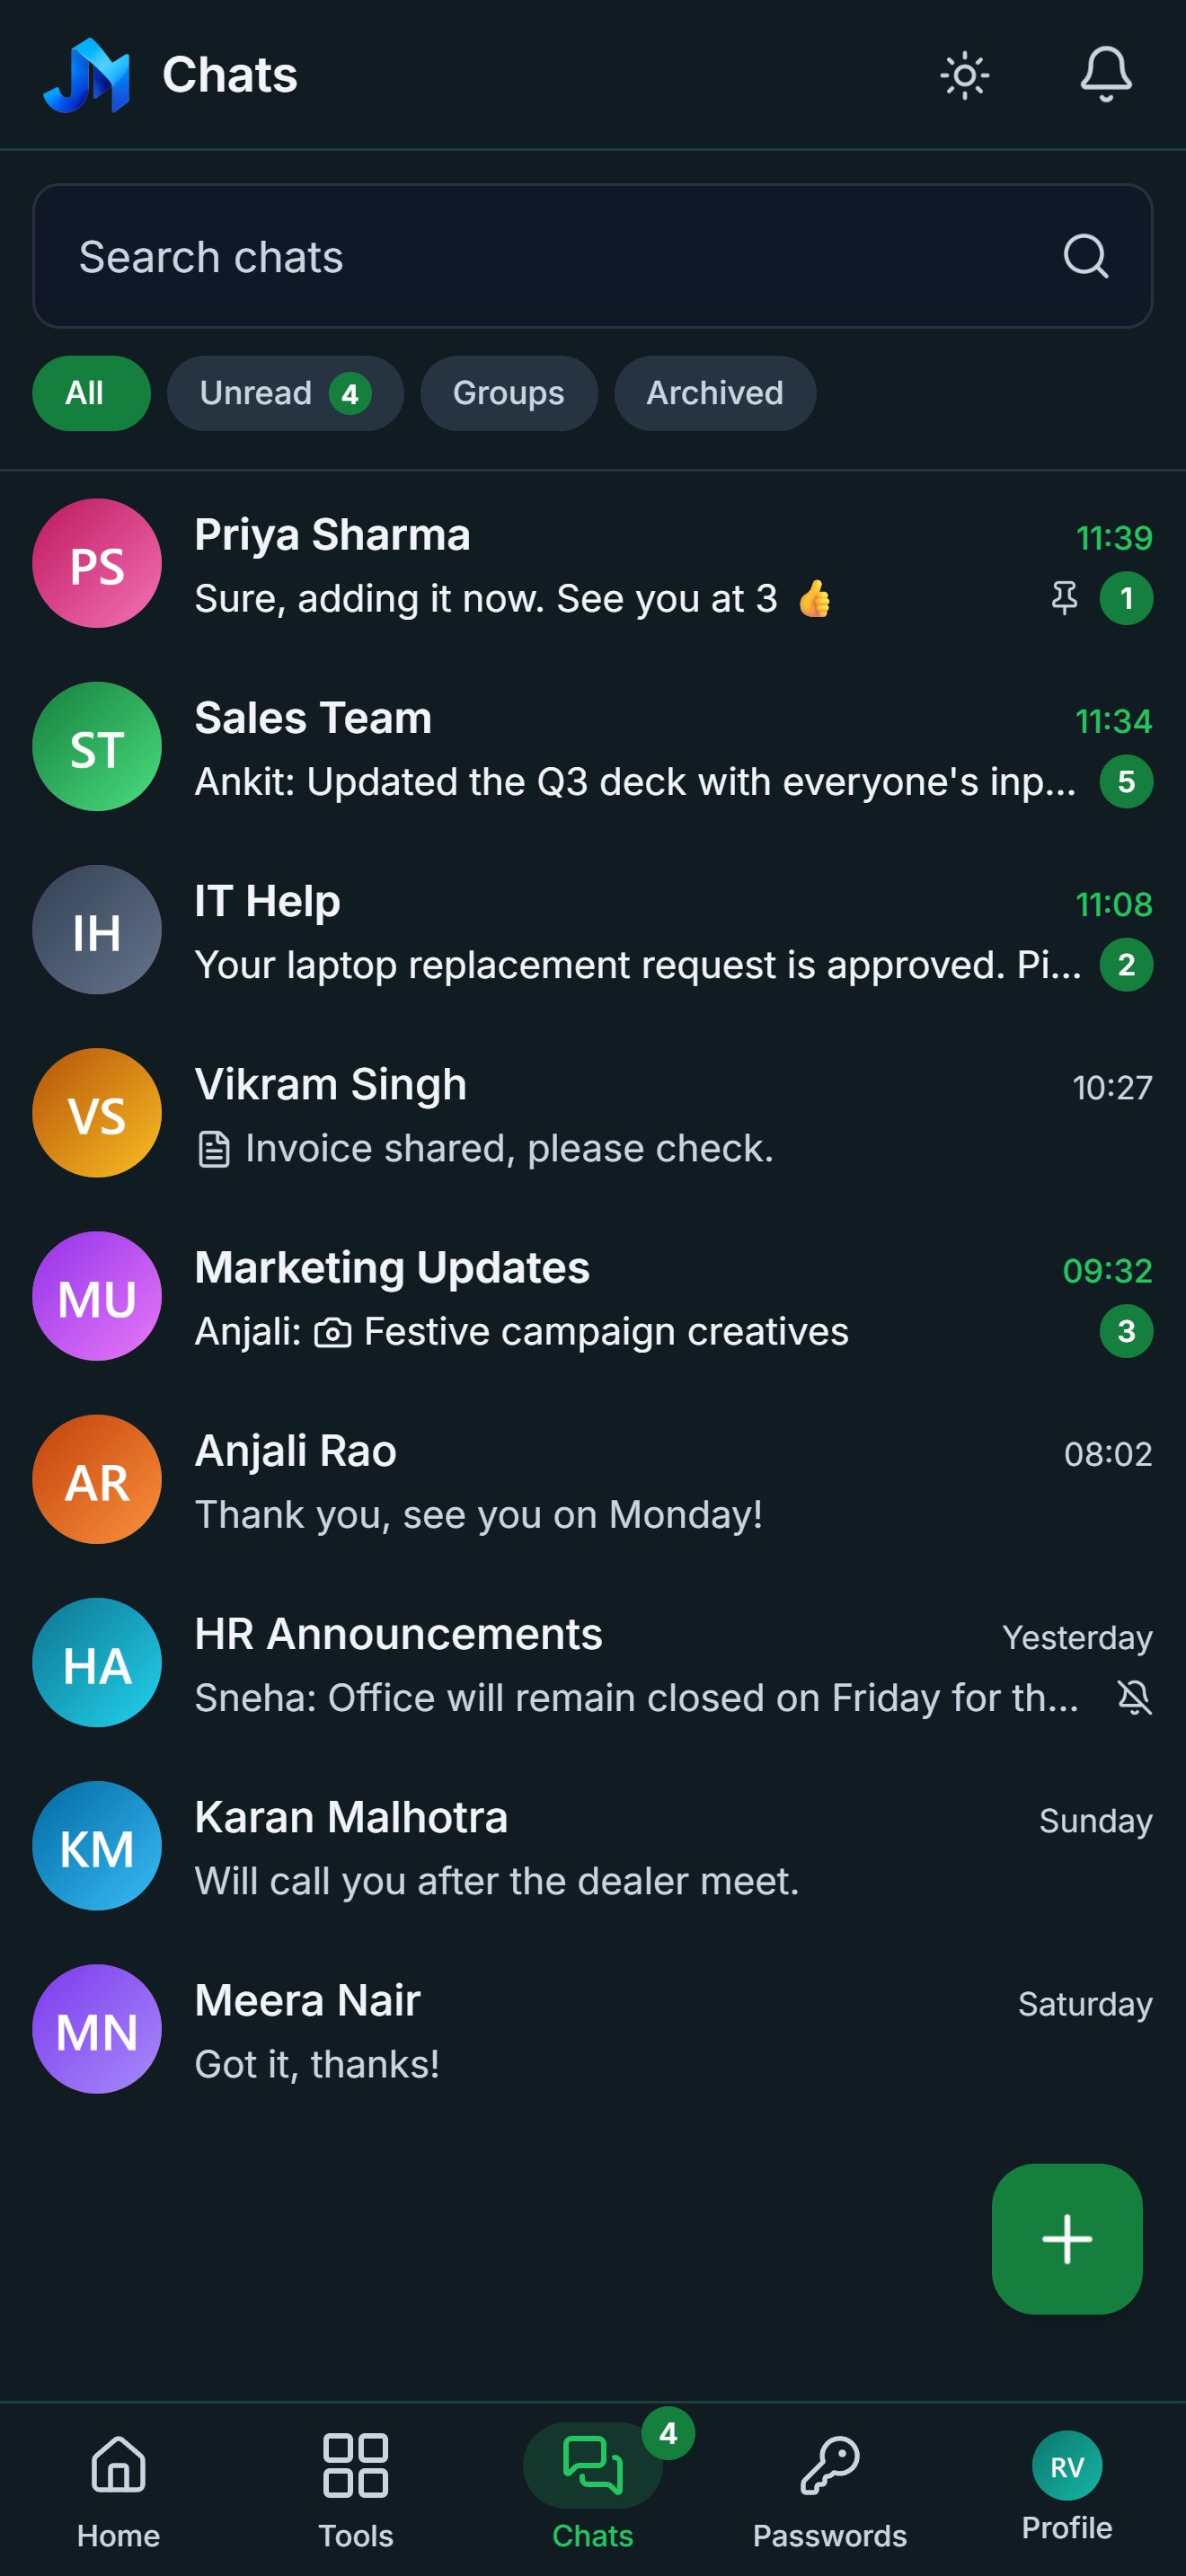 JM Chats
Search chats
All Unread 4 Groups Archived
PS Priya Sharma 11:39
Sure, adding it now. See you at 3 👍 1
ST Sales Team 11:34
Ankit: Updated the Q3 deck with everyone's inp... 5
IH IT Help 11:08
Your laptop replacement request is approved. Pi... 2
VS Vikram Singh 10:27
Invoice shared, please check.
MU Marketing Updates 09:32
Anjali: Festive campaign creatives 3
AR Anjali Rao 08:02
Thank you, see you on Monday!
HA HR Announcements Yesterday
Sneha: Office will remain closed on Friday for th...
KM Karan Malhotra Sunday
Will call you after the dealer meet.
MN Meera Nair Saturday
Got it, thanks!
4
RV
Home Tools Chats Passwords Profile